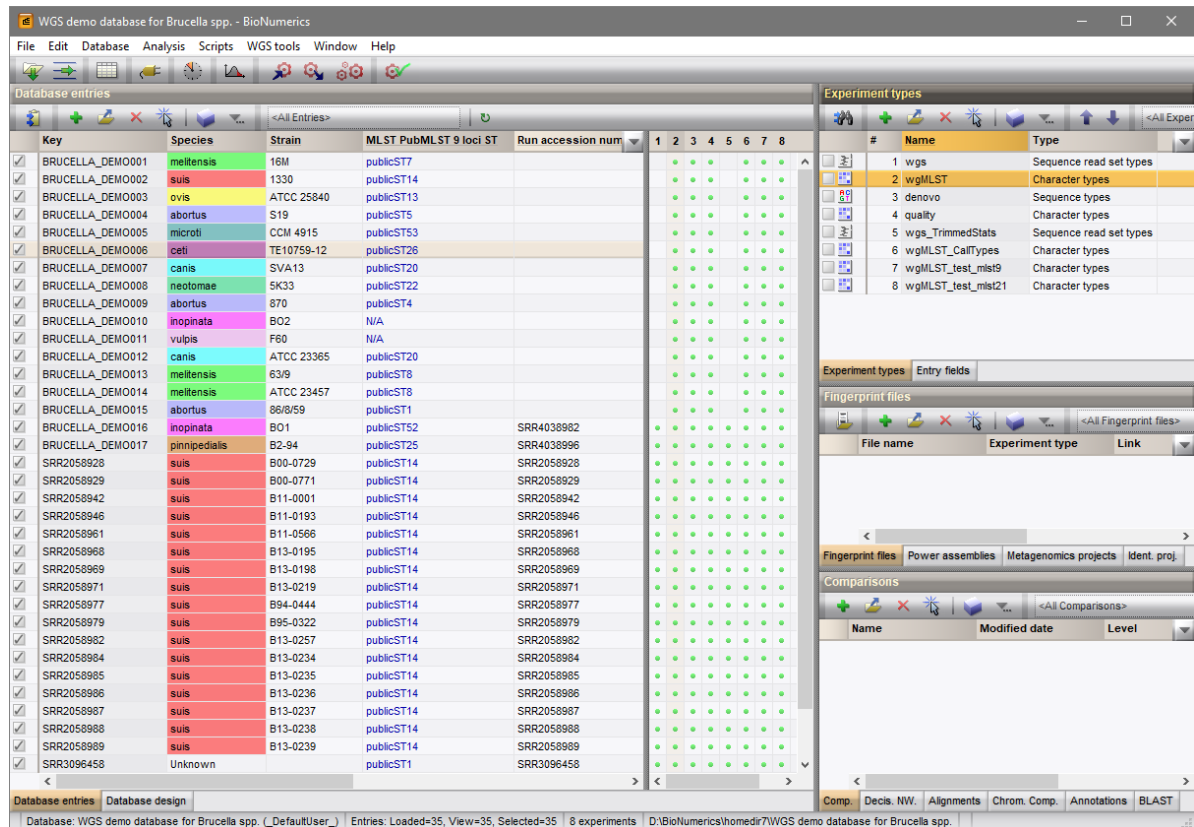 WGS demo database for Brucella spp. - BioNumerics
File Edit Database Analysis Scripts WGS tools Window Help
Database entries
<All Entries>
Key Species Strain MLST PubMLST 9 loci ST Run accession num 1 2 3 4 5 6 7 8
BRUCELLA_DEMO001 melitensis 16M publicST7
BRUCELLA_DEMO002 suis 1330 publicST14
BRUCELLA_DEMO003 ovis ATCC 25840 publicST13
BRUCELLA_DEMO004 abortus S19 publicST5
BRUCELLA_DEMO005 microti CCM 4915 publicST53
BRUCELLA_DEMO006 ceti TE10759-12 publicST26
BRUCELLA_DEMO007 canis SVA13 publicST20
BRUCELLA_DEMO008 neotomae 5K33 publicST22
BRUCELLA_DEMO009 abortus 870 publicST4
BRUCELLA_DEMO010 inopinata BO2 N/A
BRUCELLA_DEMO011 vulpis F60 N/A
BRUCELLA_DEMO012 canis ATCC 23365 publicST20
BRUCELLA_DEMO013 melitensis 63/9 publicST8
BRUCELLA_DEMO014 melitensis ATCC 23457 publicST8
BRUCELLA_DEMO015 abortus 86/8/59 publicST1
BRUCELLA_DEMO016 inopinata BO1 publicST52 SRR4038982
BRUCELLA_DEMO017 pinnipedialis B2-94 publicST25 SRR4038996
SRR2058928 suis B00-0729 publicST14 SRR2058928
SRR2058929 suis B00-0771 publicST14 SRR2058929
SRR2058942 suis B11-0001 publicST14 SRR2058942
SRR2058946 suis B11-0193 publicST14 SRR2058946
SRR2058961 suis B11-0566 publicST14 SRR2058961
SRR2058968 suis B13-0195 publicST14 SRR2058968
SRR2058969 suis B13-0198 publicST14 SRR2058969
SRR2058971 suis B13-0219 publicST14 SRR2058971
SRR2058977 suis B94-0444 publicST14 SRR2058977
SRR2058979 suis B95-0322 publicST14 SRR2058979
SRR2058982 suis B13-0257 publicST14 SRR2058982
SRR2058984 suis B13-0234 publicST14 SRR2058984
SRR2058985 suis B13-0235 publicST14 SRR2058985
SRR2058986 suis B13-0236 publicST14 SRR2058986
SRR2058987 suis B13-0237 publicST14 SRR2058987
SRR2058988 suis B13-0238 publicST14 SRR2058988
SRR2058989 suis B13-0239 publicST14 SRR2058989
SRR3096458 Unknown publicST1 SRR3096458
Database entries Database design
Experiment types
<All Exper
# Name Type
1 wgs Sequence read set types
2 wgMLST Character types
3 denovo Sequence types
4 quality Character types
5 wgs_TrimmedStats Sequence read set types
6 wgMLST_CallTypes Character types
7 wgMLST_test_mlst9 Character types
8 wgMLST_test_mlst21 Character types
Experiment types Entry fields
Fingerprint files
<All Fingerprint files>
File name Experiment type Link
Fingerprint files Power assemblies Metagenomics projects Ident. proj.
Comparisons
<All Comparisons>
Name Modified date Level
Comp. Decis. NW. Alignments Chrom. Comp. Annotations BLAST
Database: WGS demo database for Brucella spp. (_DefaultUser_) Entries: Loaded=35, View=35, Selected=35 8 experiments D:\BioNumerics\homedir7\WGS demo database for Brucella spp.